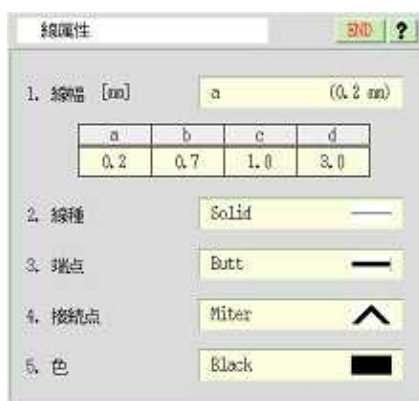 線属性 END ?
1. 線幅 [mm] a (0.2 mm)
a b c d
0.2 0.7 1.0 3.0
2. 線種 Solid
3. 端点 Butt
4. 接続点 Miter
5. 色 Black